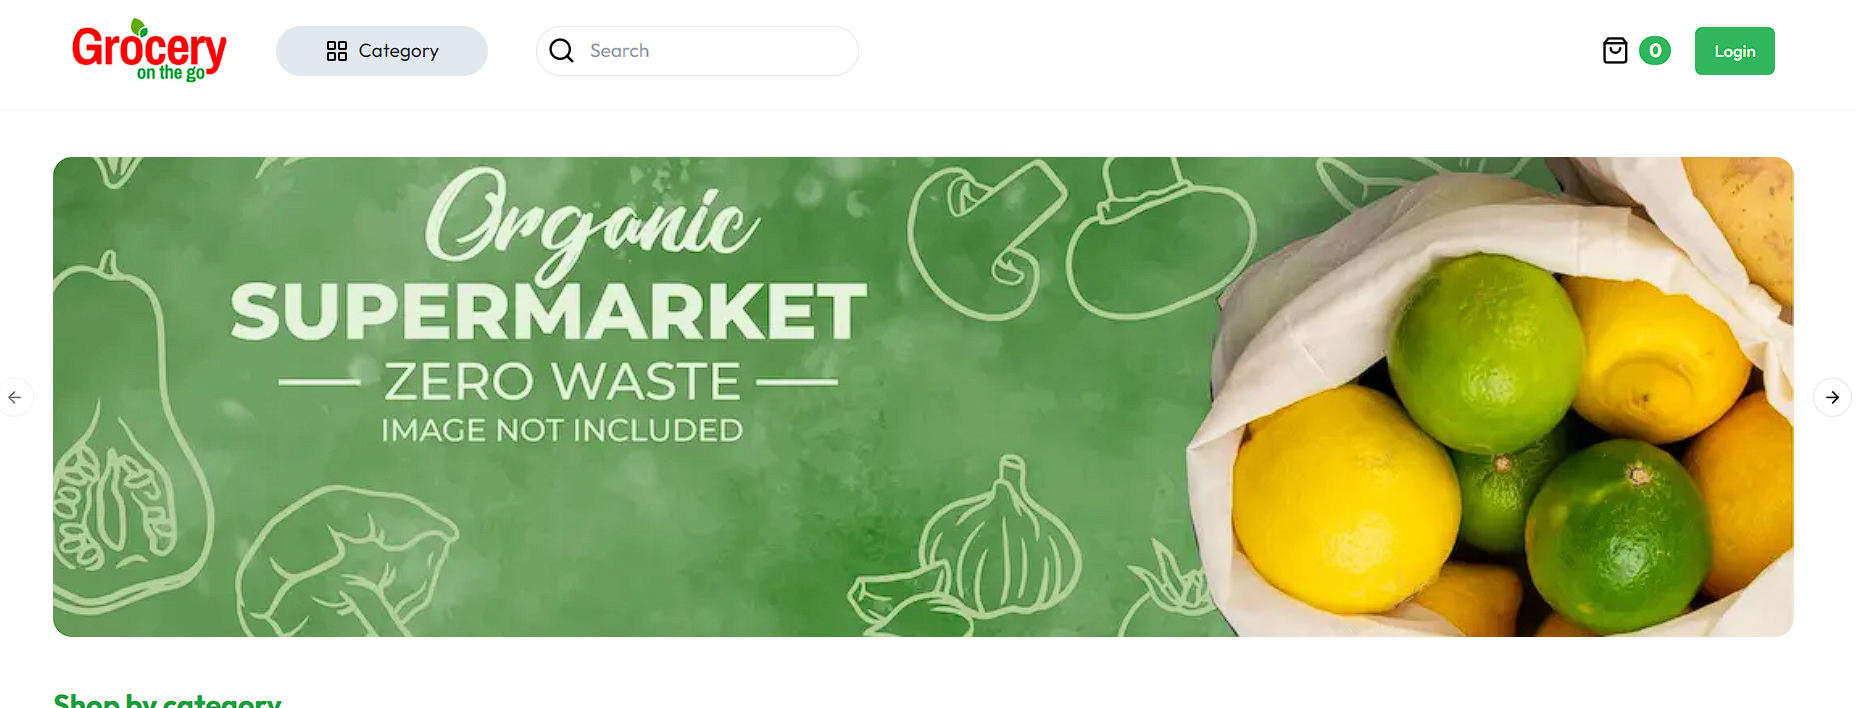 Grocery
on the go
Category
Search
0
Login
Organic
SUPERMARKET
ZERO WASTE
IMAGE NOT INCLUDED
Shop by category